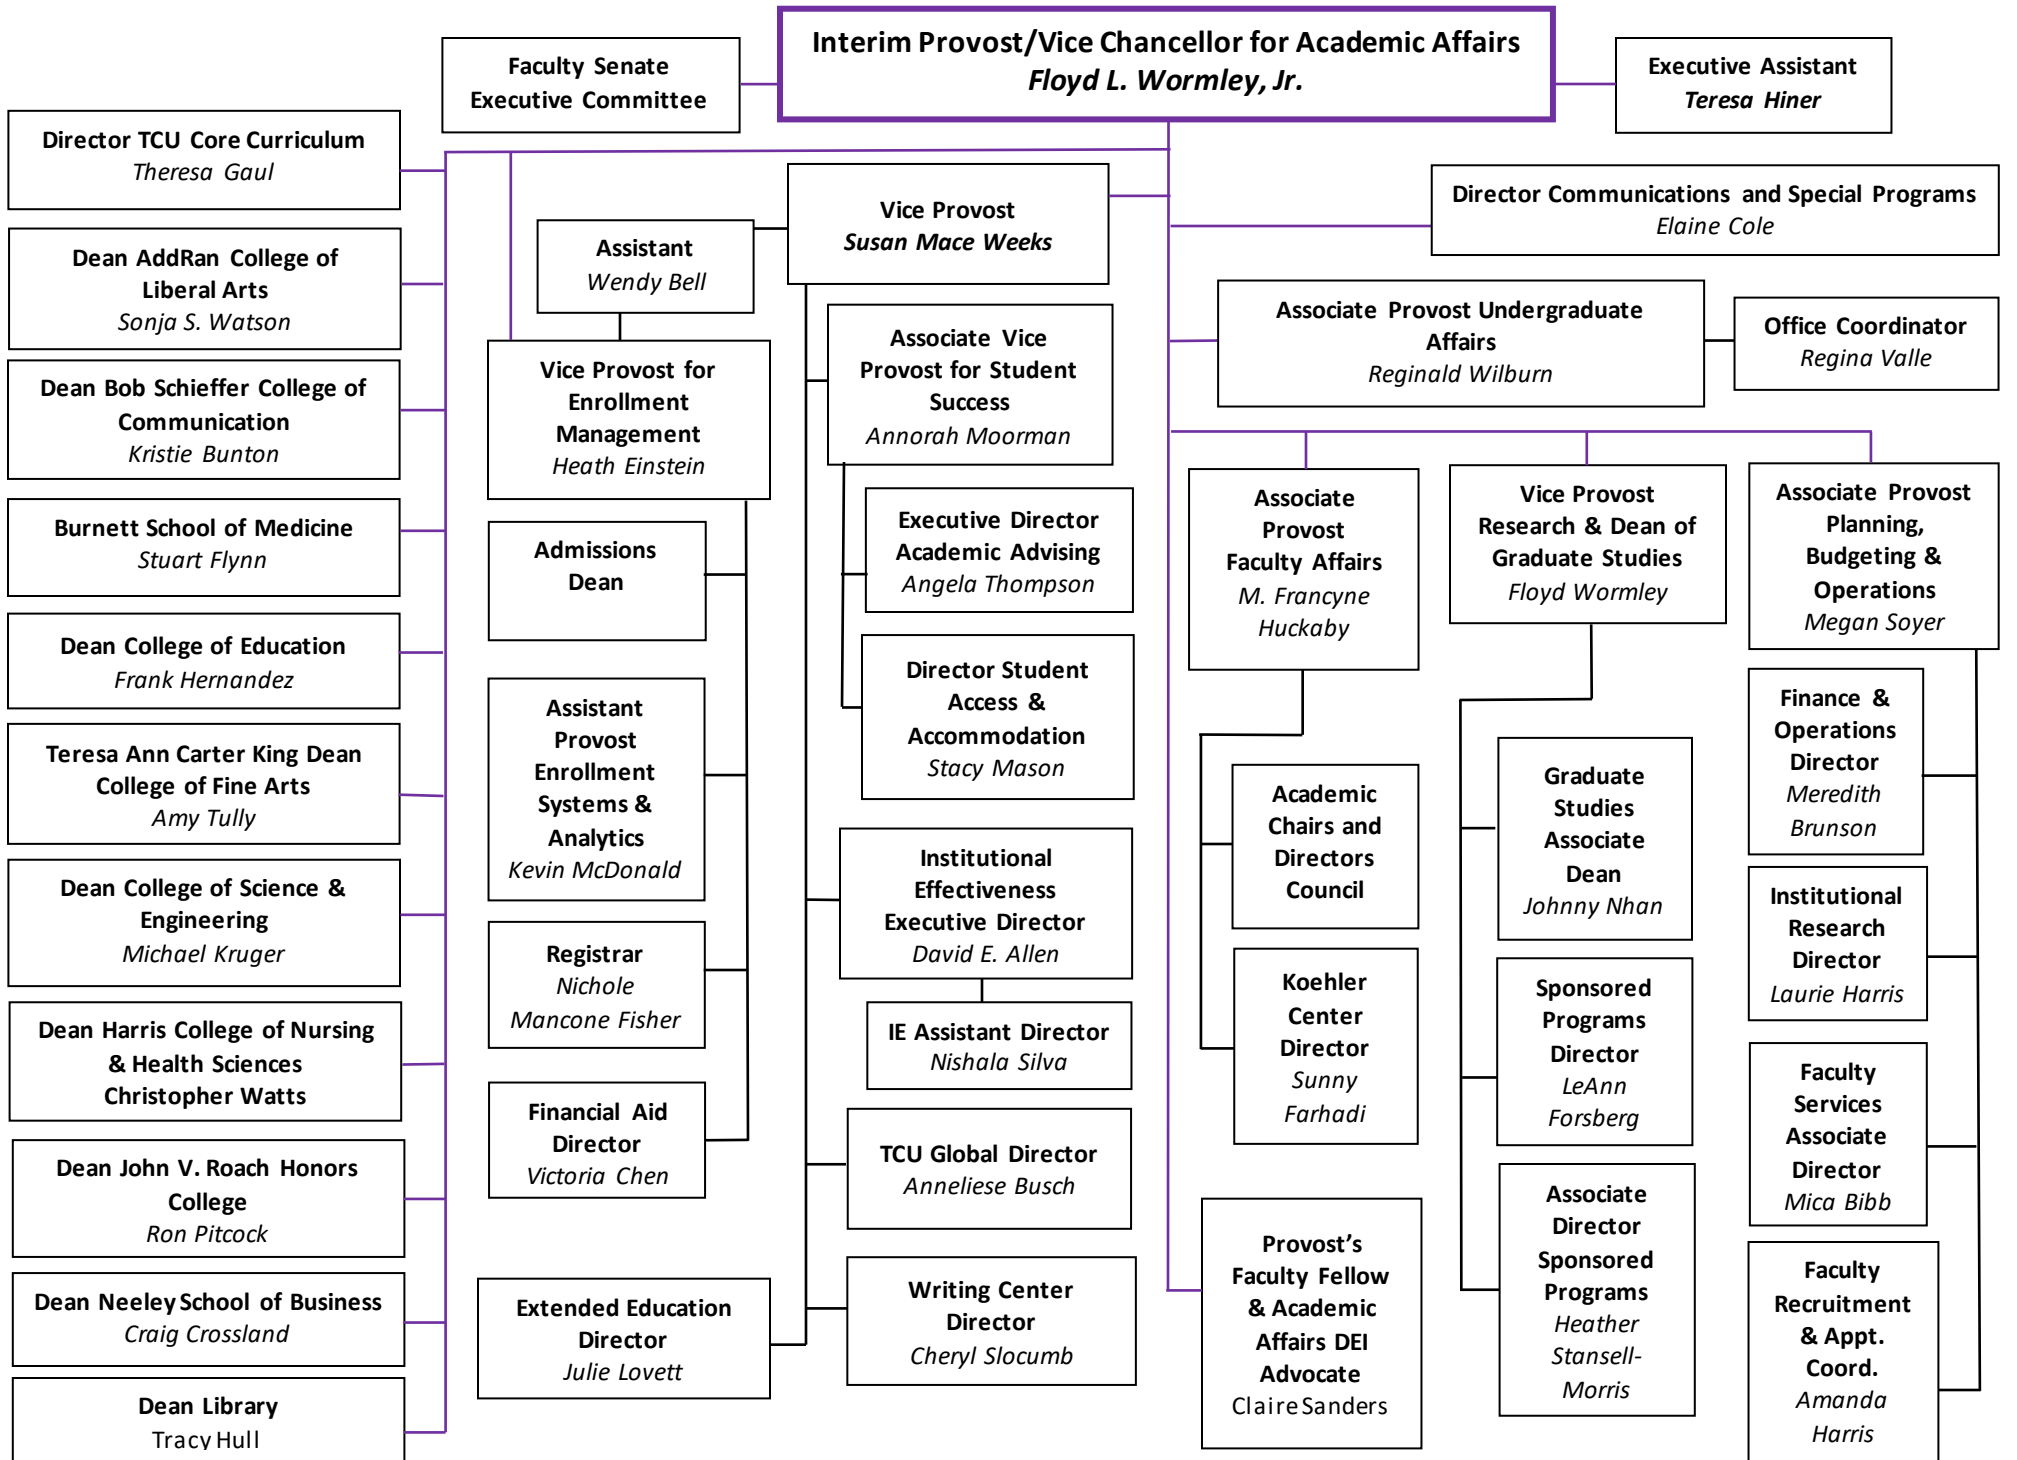 Interim Provost/Vice Chancellor for Academic Affairs
Floyd L. Wormley, Jr.
Faculty Senate
Executive Committee
Executive Assistant
Teresa Hiner
Director TCU Core Curriculum
Theresa Gaul
Dean AddRan College of
Liberal Arts
Sonja S. Watson
Dean Bob Schieffer College of
Communication
Kristie Bunton
Burnett School of Medicine
Stuart Flynn
Dean College of Education
Frank Hernandez
Teresa Ann Carter King Dean
College of Fine Arts
Amy Tully
Dean College of Science &
Engineering
Michael Kruger
Dean Harris College of Nursing
& Health Sciences
Christopher Watts
Dean John V. Roach Honors
College
Ron Pitcock
Dean Neeley School of Business
Craig Crossland
Dean Library
Tracy Hull
Vice Provost
Susan Mace Weeks
Assistant
Wendy Bell
Vice Provost for
Enrollment
Management
Heath Einstein
Admissions
Dean
Assistant
Provost
Enrollment
Systems &
Analytics
Kevin McDonald
Registrar
Nichole
Mancone Fisher
Financial Aid
Director
Victoria Chen
Extended Education
Director
Julie Lovett
Associate Vice
Provost for Student
Success
Annorah Moorman
Executive Director
Academic Advising
Angela Thompson
Director Student
Access &
Accommodation
Stacy Mason
Institutional
Effectiveness
Executive Director
David E. Allen
IE Assistant Director
Nishala Silva
TCU Global Director
Anneliese Busch
Writing Center
Director
Cheryl Slocumb
Director Communications and Special Programs
Elaine Cole
Associate Provost Undergraduate
Affairs
Reginald Wilburn
Office Coordinator
Regina Valle
Associate
Provost
Faculty Affairs
M. Francyne
Huckaby
Academic
Chairs and
Directors
Council
Koehler
Center
Director
Sunny
Farhadi
Provost’s
Faculty Fellow
& Academic
Affairs DEI
Advocate
Claire Sanders
Vice Provost
Research & Dean of
Graduate Studies
Floyd Wormley
Graduate
Studies
Associate
Dean
Johnny Nhan
Sponsored
Programs
Director
LeAnn
Forsberg
Associate
Director
Sponsored
Programs
Heather
Stansell-
Morris
Associate Provost
Planning,
Budgeting &
Operations
Megan Soyer
Finance &
Operations
Director
Meredith
Brunson
Institutional
Research
Director
Laurie Harris
Faculty
Services
Associate
Director
Mica Bibb
Faculty
Recruitment
& Appt.
Coord.
Amanda
Harris